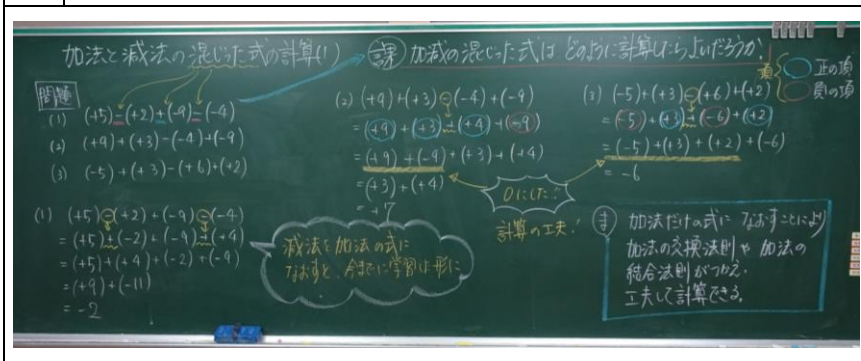 加法と減法の混じった式の計算(1)
課 加減の混じった式は どのように計算したらよいだろうか
項
正の項
負の項
問題
(1) (+5)-(+2)+(-9)-(-4)
(2) (+9)+(+3)-(-4)+(-9)
(3) (-5)+(+3)-(+6)+(+2)
(1) (+5)-(+2)+(-9)-(-4)
=(+5)+(-2)+(-9)+(+4)
=(+5)+(+4)+(-2)+(-9)
=(+9)+(-11)
=-2
減法を加法の式に
なおすと、今までに学習した形に
(2) (+9)+(+3)-(-4)+(-9)
=(+9)+(+3)+(+4)+(-9)
=(+9)+(-9)+(+3)+(+4)
=(+3)+(+4)
=+7
0にした!!
計算の工夫!
(3) (-5)+(+3)-(+6)+(+2)
=(-5)+(+3)+(-6)+(+2)
=(-5)+(+3)+(+2)+(-6)
=-6
ま 加法だけの式に なおすことにより
加法の交換法則や 加法の
結合法則がつかえ、
工夫して計算できる。